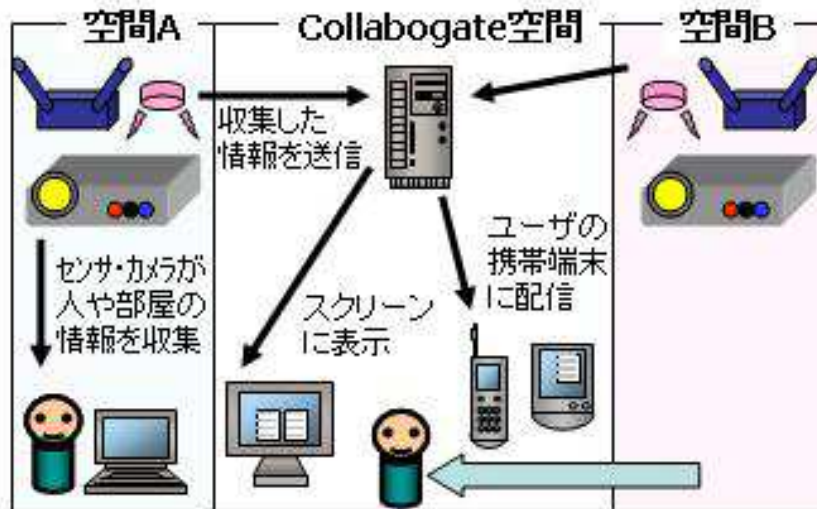 空間A
Collabogate空間
空間B
収集した
情報を送信
センサ・カメラが
人や部屋の
情報を収集
スクリーン
に表示
ユーザの
携帯端末
に配信